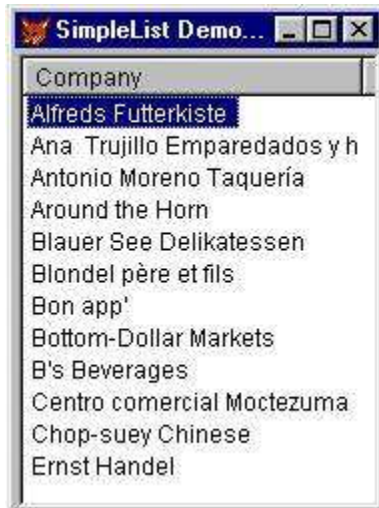 SimpleList Demo...
Company
Alfreds Futterkiste
Ana Trujillo Emparedados y h
Antonio Moreno Taquería
Around the Horn
Blauer See Delikatessen
Blondel père et fils
Bon app'
Bottom-Dollar Markets
B's Beverages
Centro comercial Moctezuma
Chop-suey Chinese
Ernst Handel